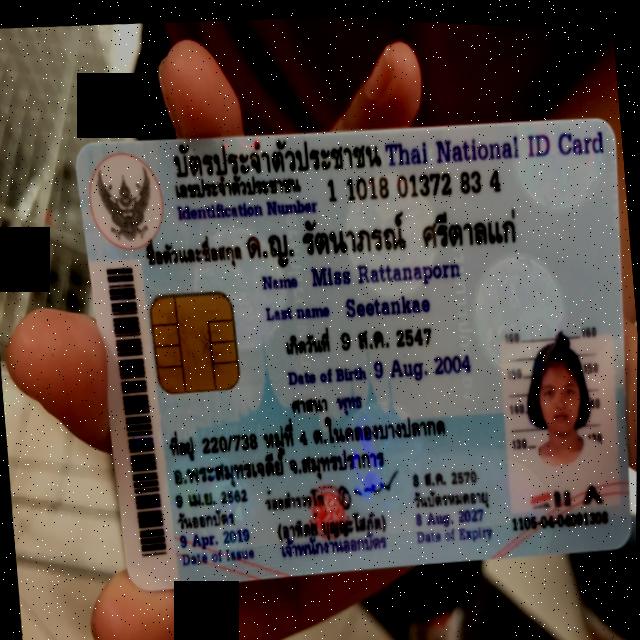 บัตรประจำตัวประชาชน Thai National ID Card
เลขประจำตัวประชาชน 1 1018 01372 83 4
Identification Number
ชื่อตัวและชื่อสกุล ด.ญ. รัตนาภรณ์ ศรีตาลแก่
Name Miss Rattanaporn
Last name Seetankae
เกิดวันที่ 9 ส.ค. 2547
Date of Birth 9 Aug. 2004
ศาสนา พุทธ
ที่อยู่ 220/738 หมู่ที่ 4 ต.ในคลองบางปลากด
อ.พระสมุทรเจดีย์ จ.สมุทรปราการ
9 เม.ย. 2562
วันออกบัตร
9 Apr. 2019
Date of Issue
เจ้าพนักงานออกบัตร
8 ส.ค. 2570
วันบัตรหมดอายุ
8 Aug. 2027
Date of Expiry